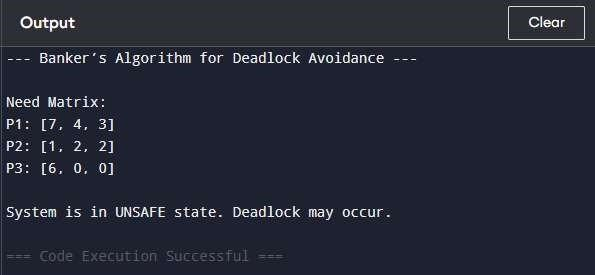 Output
Clear
--- Banker’s Algorithm for Deadlock Avoidance ---
Need Matrix:
P1: [7, 4, 3]
P2: [1, 2, 2]
P3: [6, 0, 0]
System is in UNSAFE state. Deadlock may occur.
=== Code Execution Successful ===